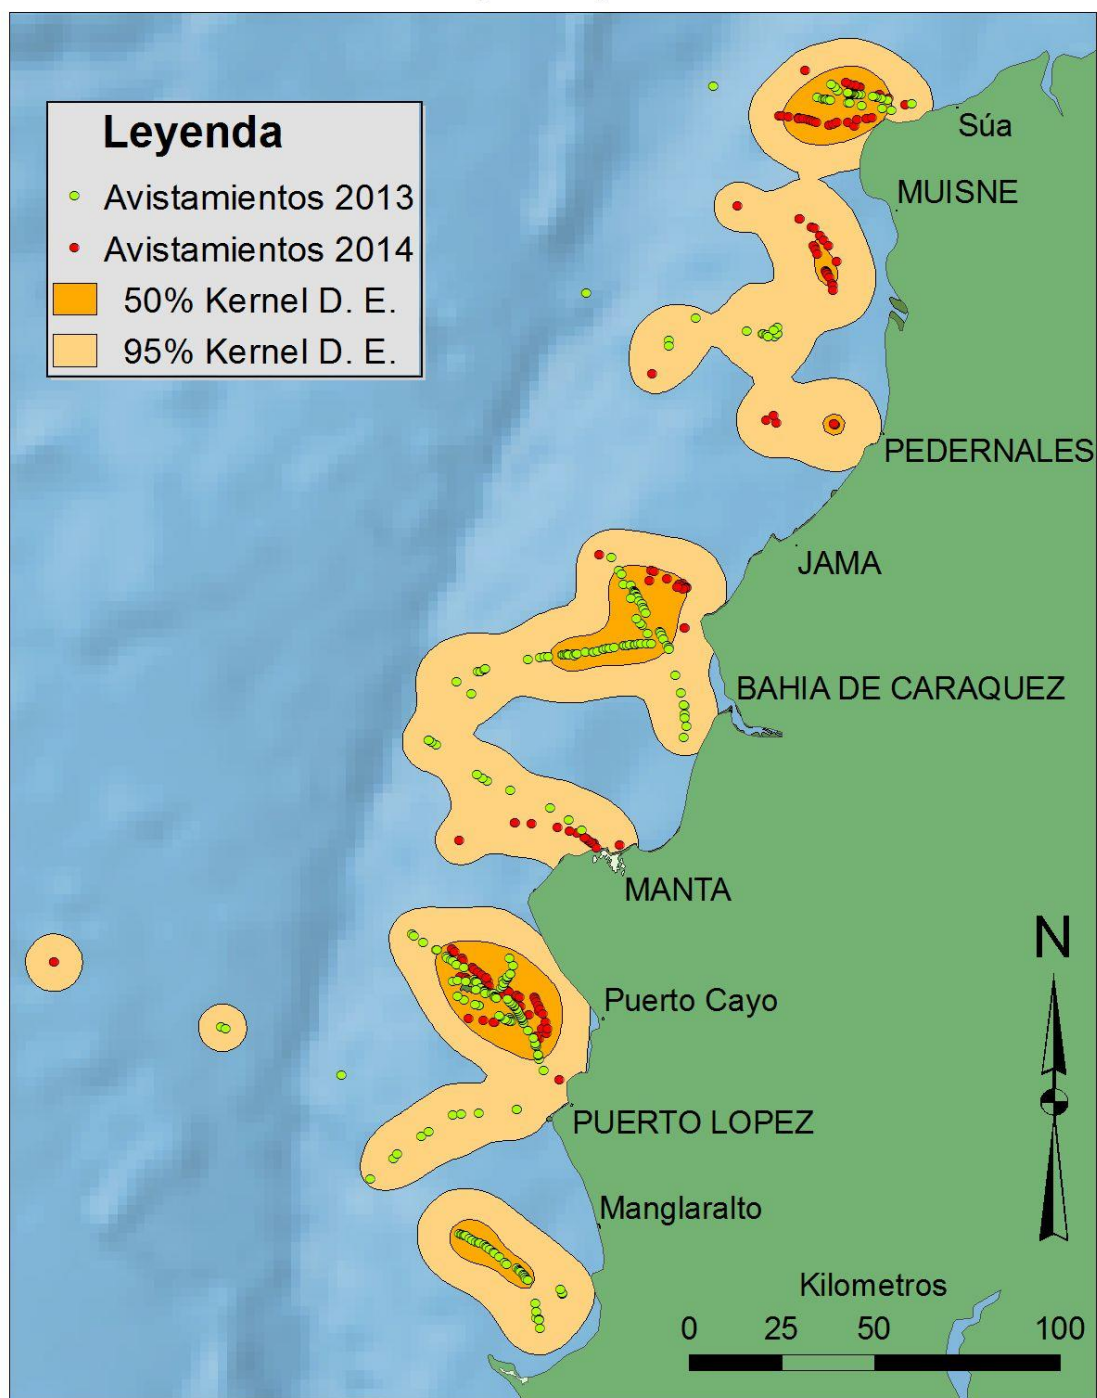 Leyenda
Avistamientos 2013
Avistamientos 2014
50% Kernel D. E.
95% Kernel D. E.
Súa
MUISNE
PEDERNALES
JAMA
BAHIA DE CARAQUEZ
MANTA
N
Puerto Cayo
PUERTO LOPEZ
Manglaralto
Kilometros
0 25 50 100